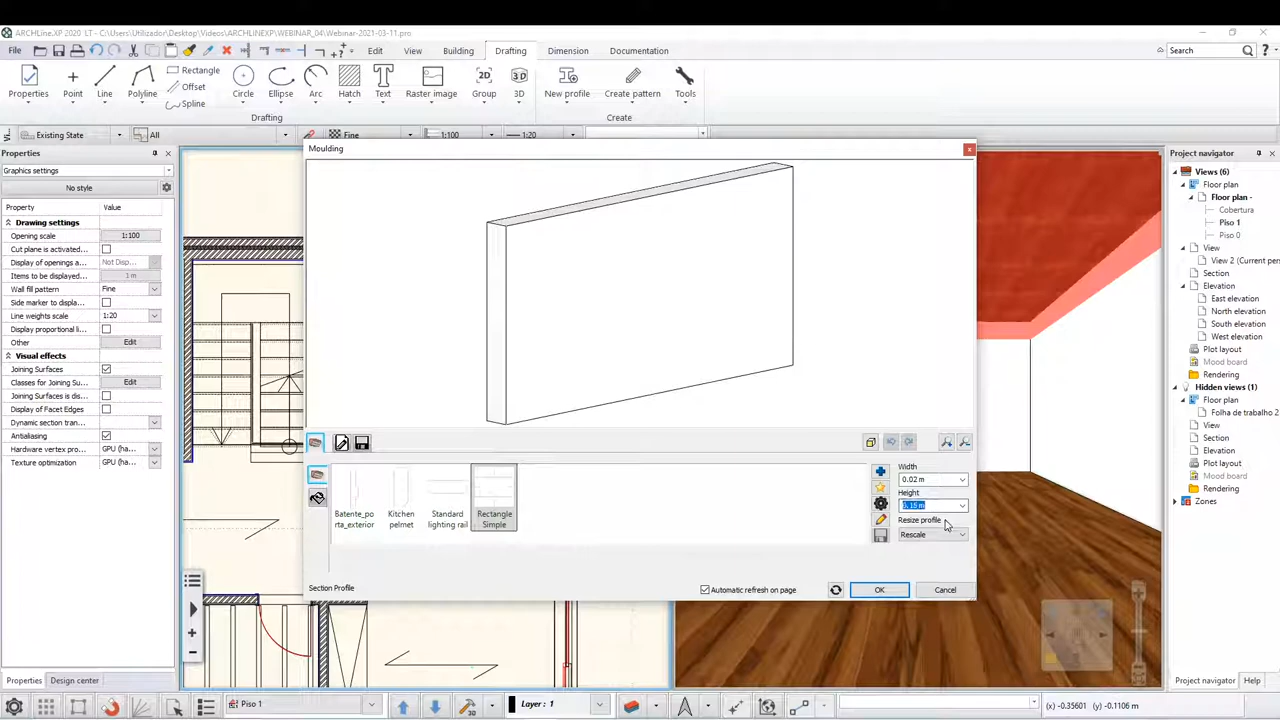 ARCHLine.XP 2020 LT - C:\Users\Utilizador\Desktop\Videos\ARCHLINEXP\WEBINAR_04\Webinar-2021-03-11.pro
File Edit View Building Drafting Dimension Documentation Search
Rectangle
Offset
Spline
Properties Point Line Polyline Circle Ellipse Arc Hatch Text Raster image Group 3D New profile Create pattern Tools
2D 3D
Drafting Create
Existing State All Fine 1:100 1:20
Properties
Graphics settings
No style
Property Value
Drawing settings
Opening scale 1:100
Cut plane is activated...
Display of openings a... Not Disp...
Items to be displayed... 1 m
Wall fill pattern Fine
Side marker to displa...
Line weights scale 1:20
Display proportional li...
Other Edit
Visual effects
Joining Surfaces
Classes for Joining Su... Edit
Joining Surfaces is dis...
Display of Facet Edges
Dynamic section tran...
Antialiasing
Hardware vertex pro... GPU (ha...
Texture optimization GPU (ha...
Properties Design center
Moulding
Batente_po
rta_exterior
Kitchen
pelmet
Standard
lighting rail
Rectangle
Simple
Width
0.02 m
Height
0.15 m
Resize profile
Rescale
Section Profile
Automatic refresh on page
OK Cancel
Project navigator
Views (6)
Floor plan
Floor plan -
Cobertura
Piso 1
Piso 0
View
View 2 (Current per
Section
Elevation
East elevation
North elevation
South elevation
West elevation
Plot layout
Mood board
Rendering
Hidden views (1)
Floor plan
Folha de trabalho 2
View
Section
Elevation
Plot layout
Mood board
Rendering
Zones
Project navigator Help
Piso 1 Layer : 1 (x) -0.35601 (y) -0.1106 m